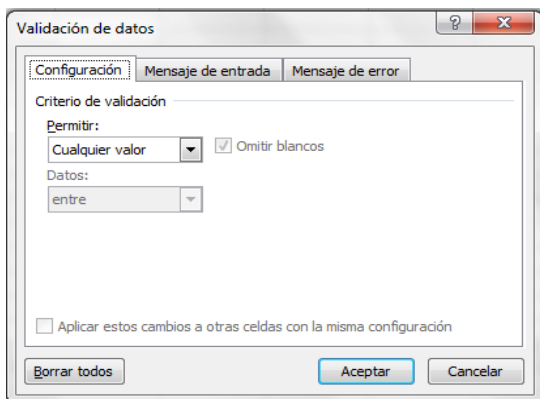 Validación de datos
Configuración Mensaje de entrada Mensaje de error
Criterio de validación
Permitir:
Cualquier valor Omitir blancos
Datos:
entre
Aplicar estos cambios a otras celdas con la misma configuración
Borrar todos Aceptar Cancelar